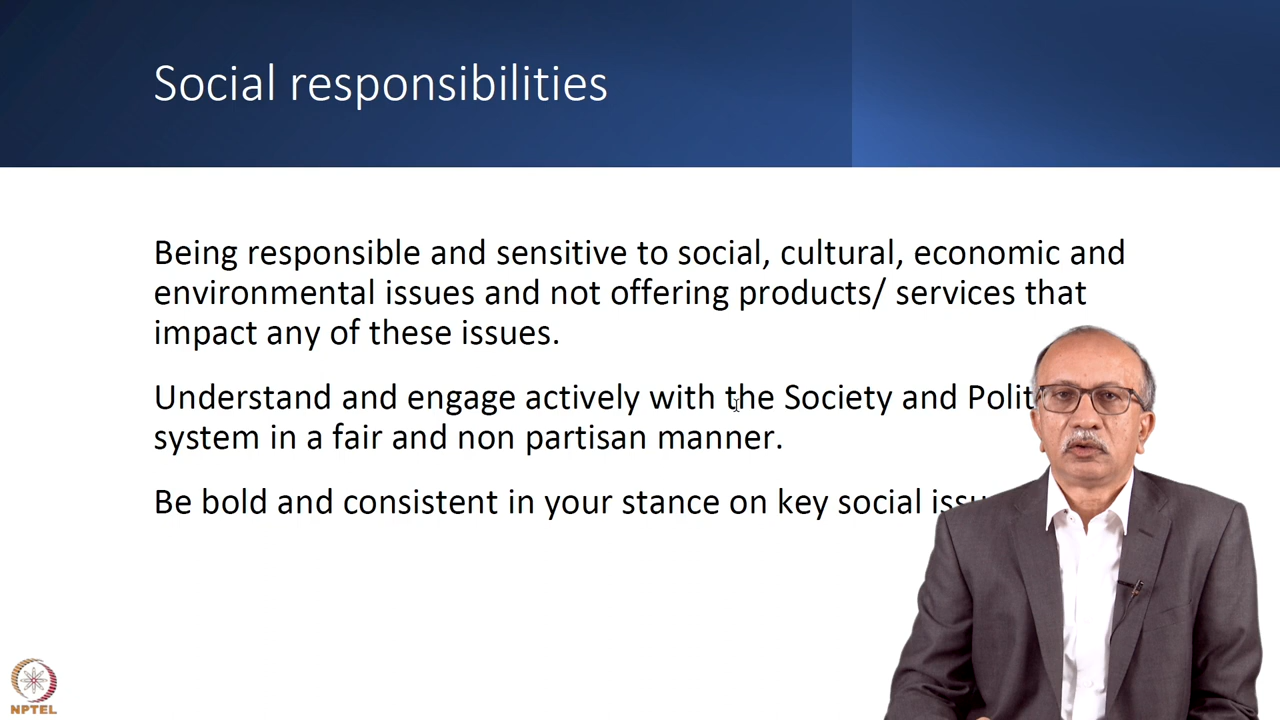 Social responsibilities
Being responsible and sensitive to social, cultural, economic and
environmental issues and not offering products/ services that
impact any of these issues.
Understand and engage actively with the Society and
system in a fair and non partisan manner.
Be bold and consistent in your stance on key social
NPTEL